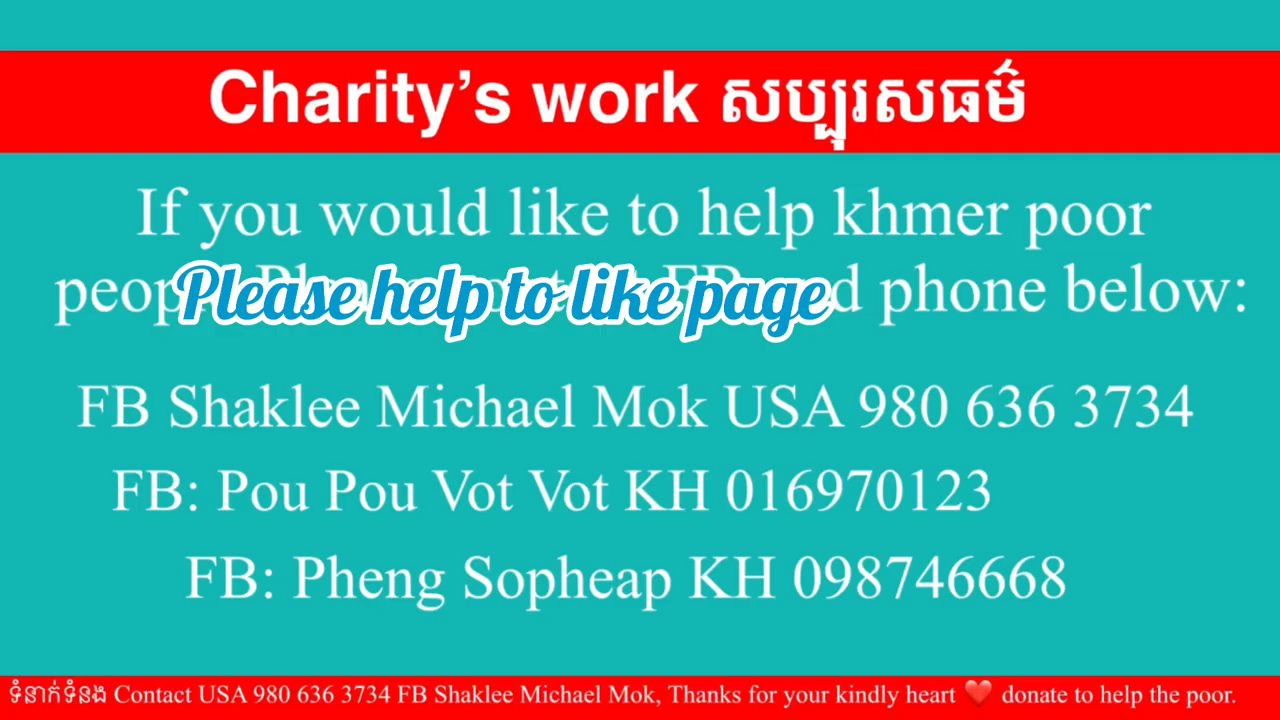 Charity’s work សប្បុរសធម៌
If you would like to help khmer poor
phone below:
Please help to like page
FB Shaklee Michael Mok USA 980 636 3734
FB: Pou Pou Vot Vot KH 016970123
FB: Pheng Sopheap KH 098746668
ទំនាក់ទំនង Contact USA 980 636 3734 FB Shaklee Michael Mok, Thanks for your kindly heart ❤️ donate to help the poor.